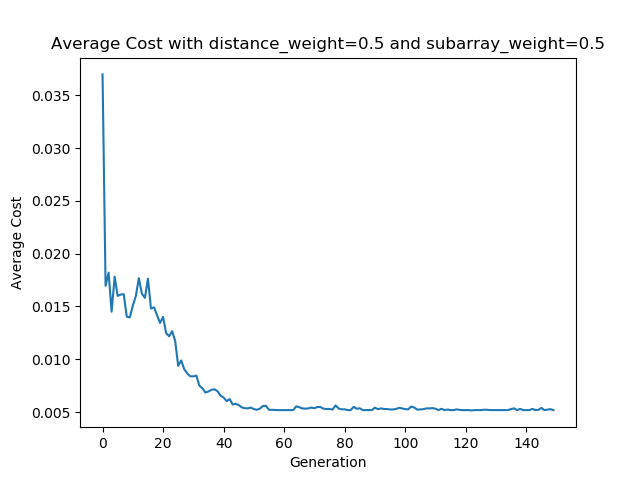 Average Cost with distance_weight=0.5 and subarray_weight=0.5
0.035
0.030
0.025
0.020
0.015
0.010
0.005
Average Cost
0 20 40 60 80 100 120 140
Generation